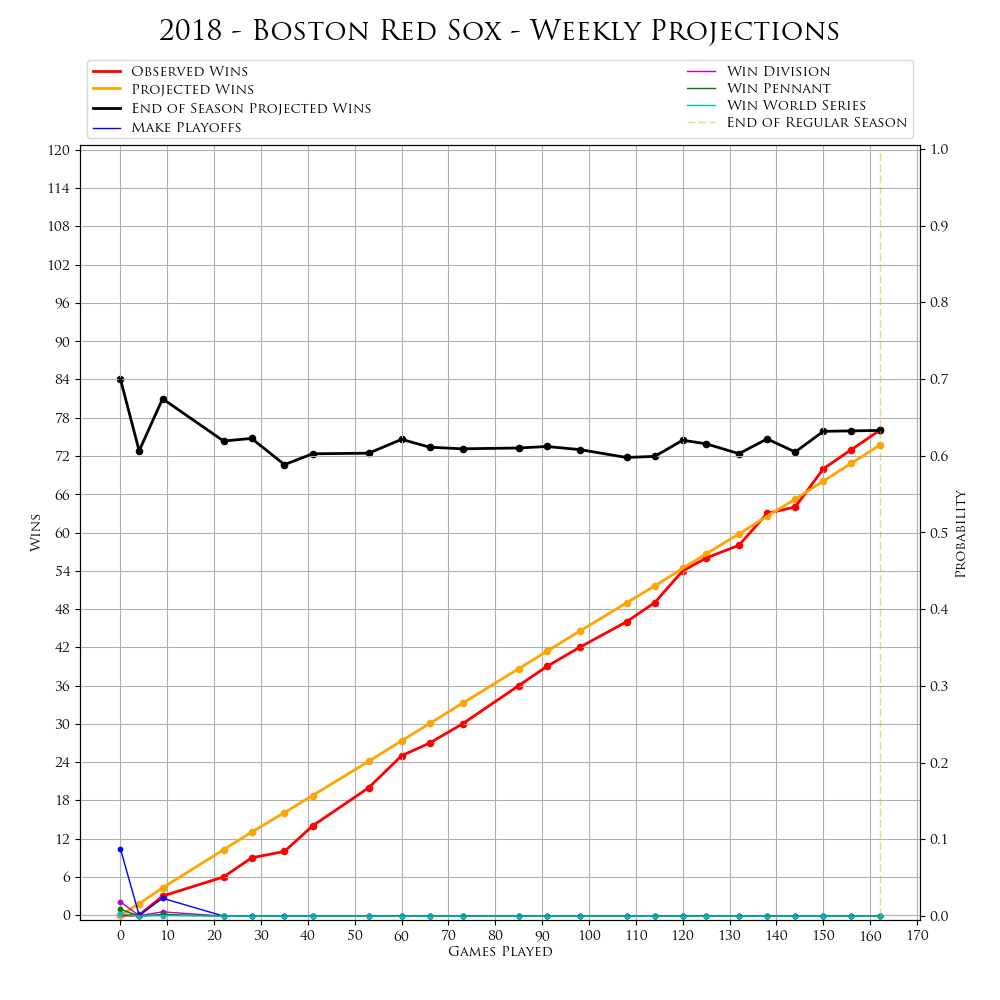 2018 - Boston Red Sox - Weekly Projections
Observed Wins
Projected Wins
End of Season Projected Wins
Make Playoffs
Win Division
Win Pennant
Win World Series
End of Regular Season
120
114
108
102
96
90
84
78
72
66
60
54
48
42
36
30
24
18
12
6
0
Wins
1.0
0.9
0.8
0.7
0.6
0.5
0.4
0.3
0.2
0.1
0.0
Probability
0 10 20 30 40 50 60 70 80 90 100 110 120 130 140 150 160 170
Games Played